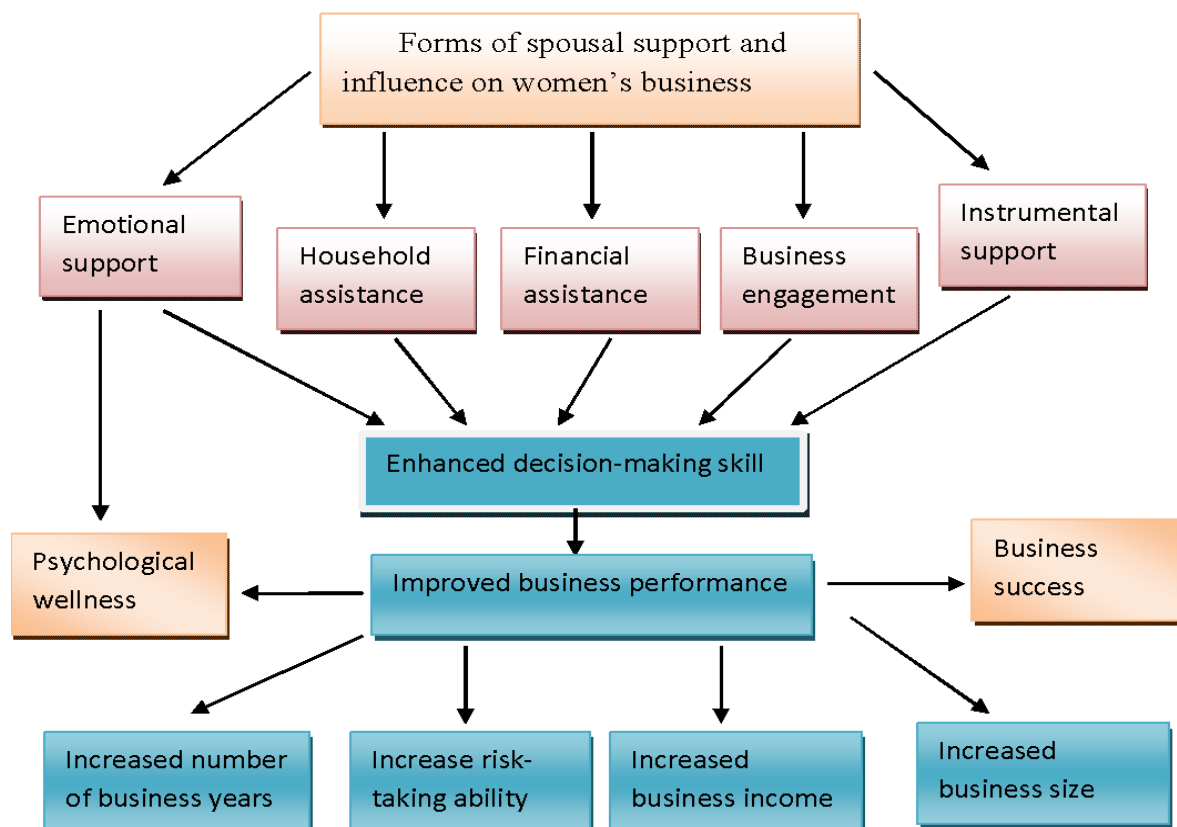 Forms of spousal support and
influence on women’s business
Emotional
support
Household
assistance
Financial
assistance
Business
engagement
Instrumental
support
Enhanced decision-making skill
Psychological
wellness
Improved business performance
Business
success
Increased number
of business years
Increase risk-
taking ability
Increased
business income
Increased
business size